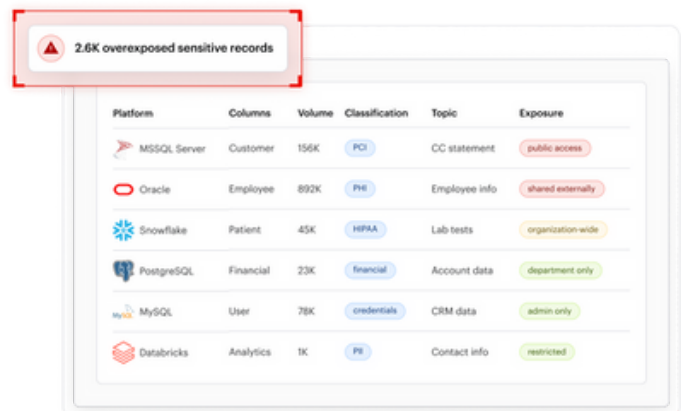 2.6K overexposed sensitive records
Platform Columns Volume Classification Topic Exposure
MSSQL Server Customer 156K PCI CC statement public access
Oracle Employee 892K PHI Employee info shared externally
Snowflake Patient 45K HIPAA Lab tests organization-wide
PostgreSQL Financial 23K financial Account data department only
MySQL MySQL User 78K credentials CRM data admin only
Databricks Analytics 1K PII Contact info restricted